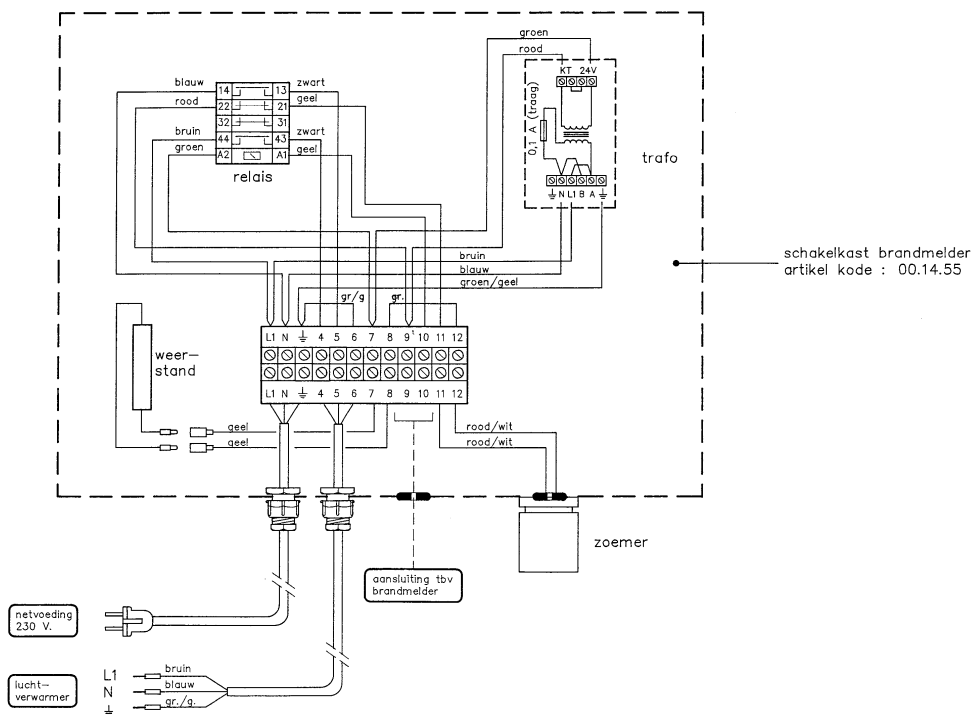 groen
rood
KT 24V
0,1 A (traag)
trafo
⏚ N L1 B A ⏚
blauw 14 13 zwart
rood 22 21 geel
32 31
bruin 44 43 zwart
groen A2 A1 geel
relais
bruin
blauw
groen/geel
schakelkast brandmelder
artikel kode : 00.14.55
gr/g
gr.
L1 N ⏚ 4 5 6 7 8 9 10 11 12
L1 N ⏚ 4 5 6 7 8 9 10 11 12
weer-
stand
geel
geel
rood/wit
rood/wit
zoemer
aansluiting tbv
brandmelder
netvoeding
230 V.
lucht-
verwarmer
L1 bruin
N blauw
⏚ gr./g.